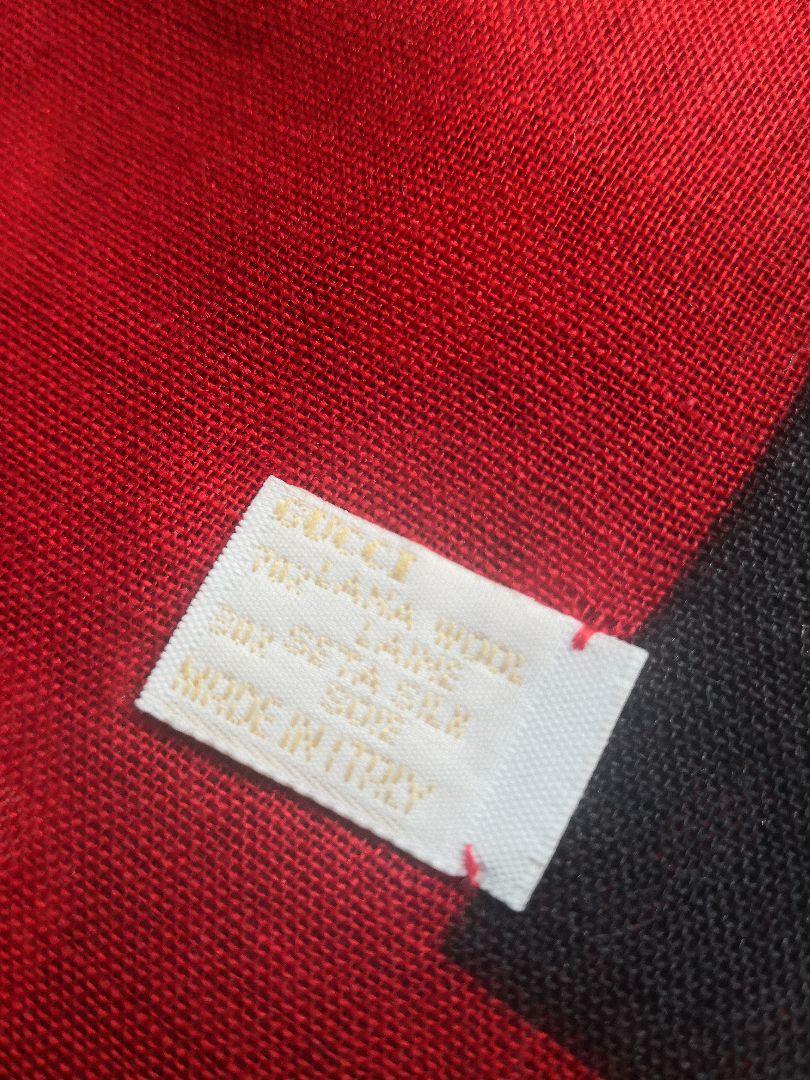 GUCCI
70% LANA WOOL
LAINE
30% SETA SILK
SOIE
MADE IN ITALY